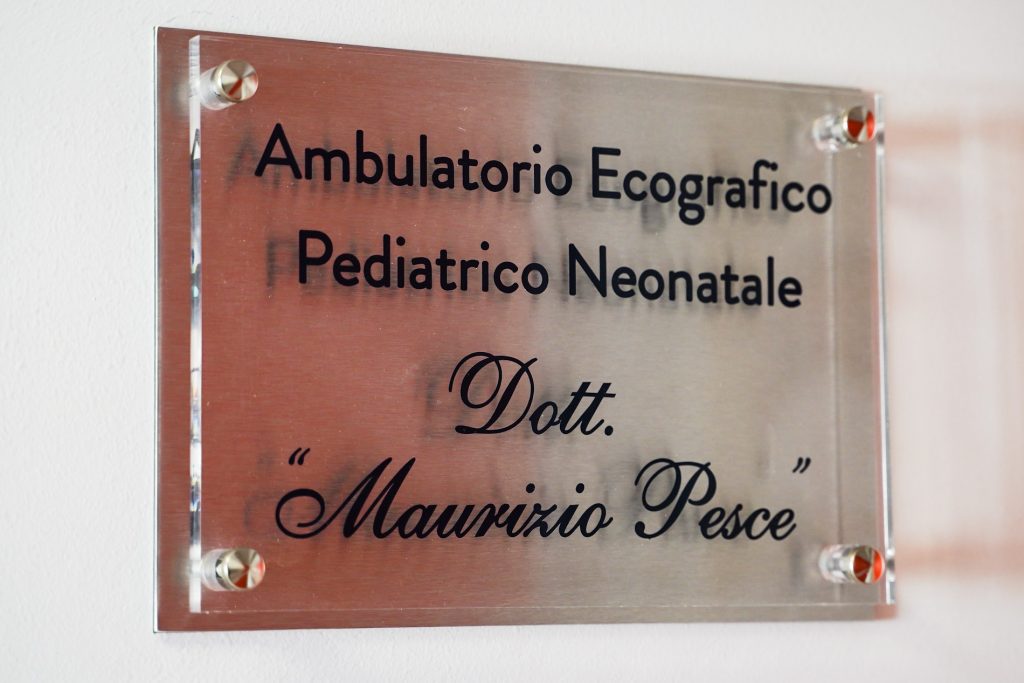 Ambulatorio Ecografico
Pediatrico Neonatale
Dott.
“Maurizio Pesce”